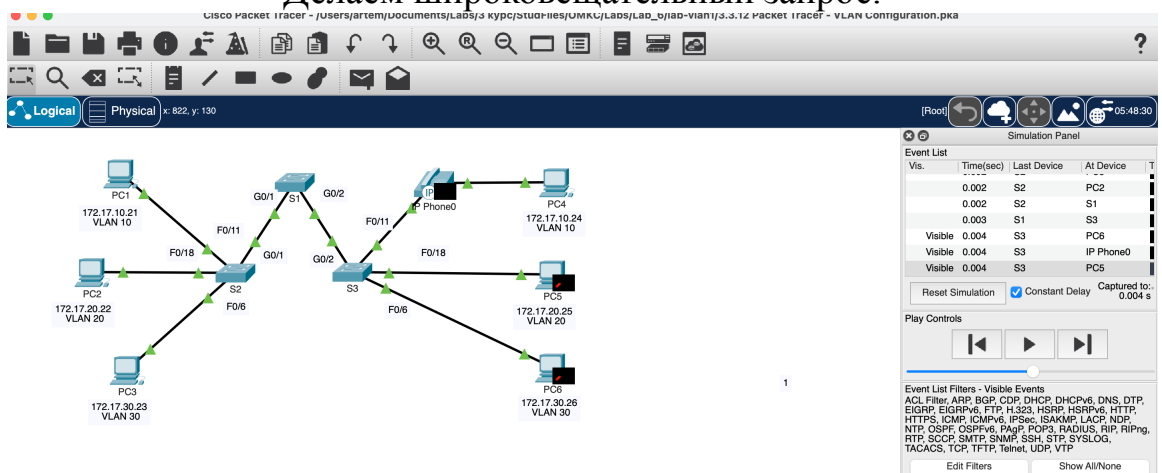 Делаем широковещательный запрос:
Cisco Packet Tracer - /Users/artem/Documents/Labs/3 курс/StudFiles/ОМКС/Labs/Lab_6/lab-vlan1/3.3.12 Packet Tracer - VLAN Configuration.pka
?
Logical
Physical
x: 822, y: 130
[Root]
05:48:30
Simulation Panel
Event List
Vis. Time(sec) Last Device At Device T
0.002 S2 PC2
0.002 S2 S1
0.003 S1 S3
Visible 0.004 S3 PC6
Visible 0.004 S3 IP Phone0
Visible 0.004 S3 PC5
Reset Simulation
Constant Delay
Captured to:
0.004 s
Play Controls
Event List Filters - Visible Events
ACL Filter, ARP, BGP, CDP, DHCP, DHCPv6, DNS, DTP,
EIGRP, EIGRPv6, FTP, H.323, HSRP, HSRPv6, HTTP,
HTTPS, ICMP, ICMPv6, IPSec, ISAKMP, LACP, NDP,
NTP, OSPF, OSPFv6, PAgP, POP3, RADIUS, RIP, RIPng,
RTP, SCCP, SMTP, SNMP, SSH, STP, SYSLOG,
TACACS, TCP, TFTP, Telnet, UDP, VTP
Edit Filters
Show All/None
PC1
172.17.10.21
VLAN 10
G0/1
S1
G0/2
IP
IP Phone0
PC4
172.17.10.24
VLAN 10
F0/11
F0/11
F0/18
G0/1
G0/2
F0/18
PC2
172.17.20.22
VLAN 20
S2
F0/6
S3
F0/6
PC5
172.17.20.25
VLAN 20
PC3
172.17.30.23
VLAN 30
PC6
172.17.30.26
VLAN 30
1